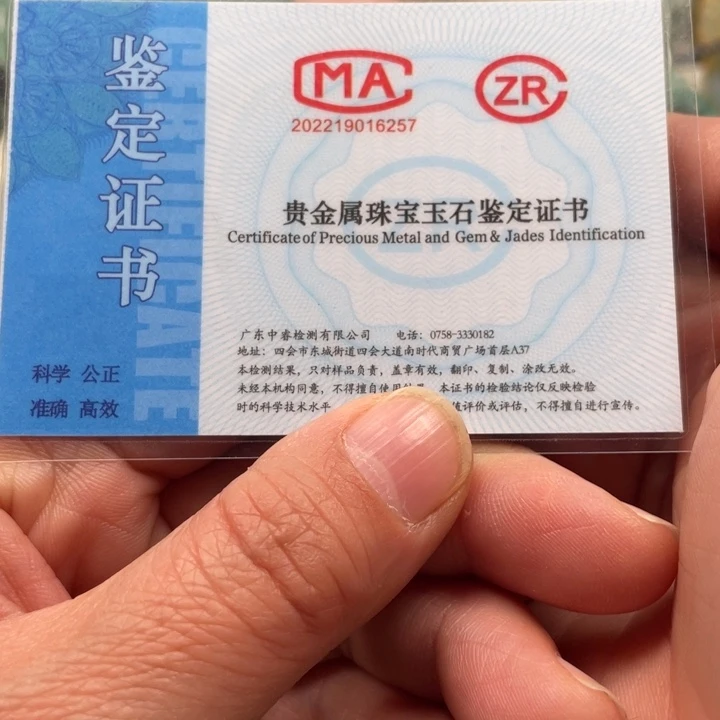 鉴定证书
CERTIFICATE
科学 公正
准确 高效
CMA
202219016257
ZRC
贵金属珠宝玉石鉴定证书
Certificate of Precious Metal and Gem & Jades Identification
广东中睿检测有限公司 电话：0758-3330182
地址：四会市东城街道四会大道南时代商贸广场首层A37
本检测结果，只对样品负责，盖章有效，翻印、复制、涂改无效。
未经本机构同意，不得擅自使用 本证书的检验结论仅反映检验
时的科学技术水平 值评价或评估，不得擅自进行宣传。